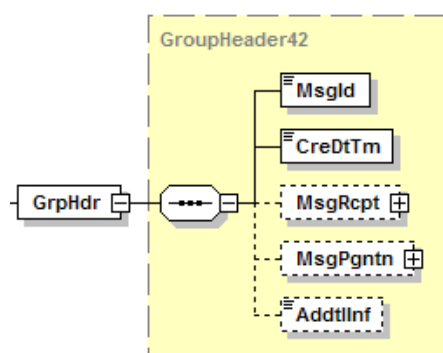 GroupHeader42
MsgId
CreDtTm
GrpHdr
MsgRcpt
MsgPgntn
AddtlInf